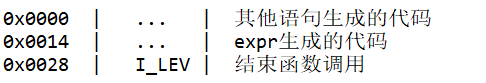 0x0000 | ... | 其他语句生成的代码
0x0014 | ... | expr生成的代码
0x0028 | I_LEV | 结束函数调用